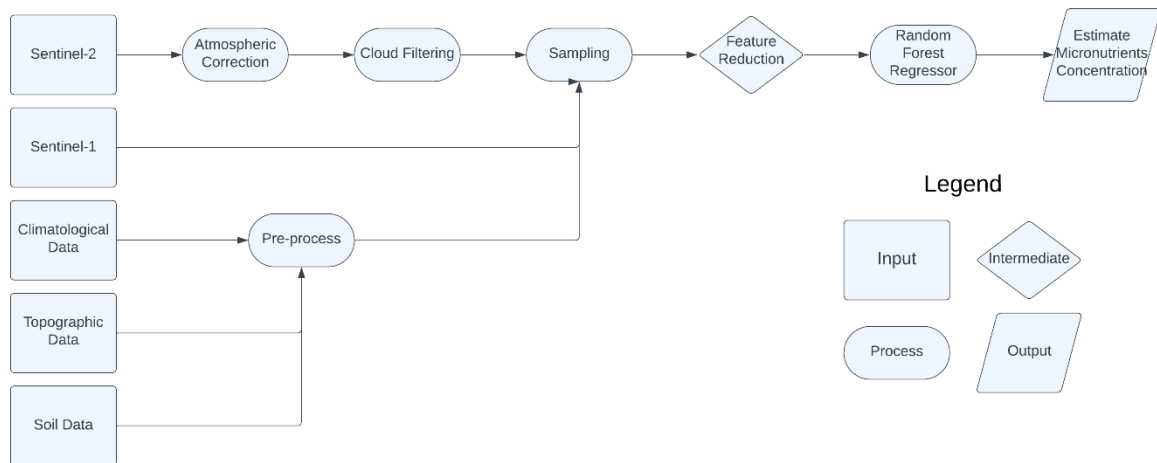 Sentinel-2
Atmospheric
Correction
Cloud Filtering
Sampling
Feature
Reduction
Random
Forest
Regressor
Estimate
Micronutrients
Concentration
Sentinel-1
Climatological
Data
Pre-process
Topographic
Data
Soil Data
Legend
Input
Intermediate
Process
Output